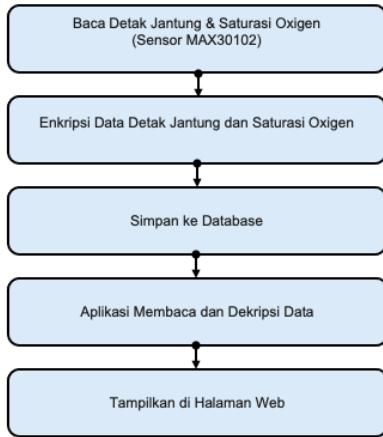 Baca Detak Jantung & Saturasi Oxigen
(Sensor MAX30102)
Enkripsi Data Detak Jantung dan Saturasi Oxigen
Simpan ke Database
Aplikasi Membaca dan Dekripsi Data
Tampilkan di Halaman Web